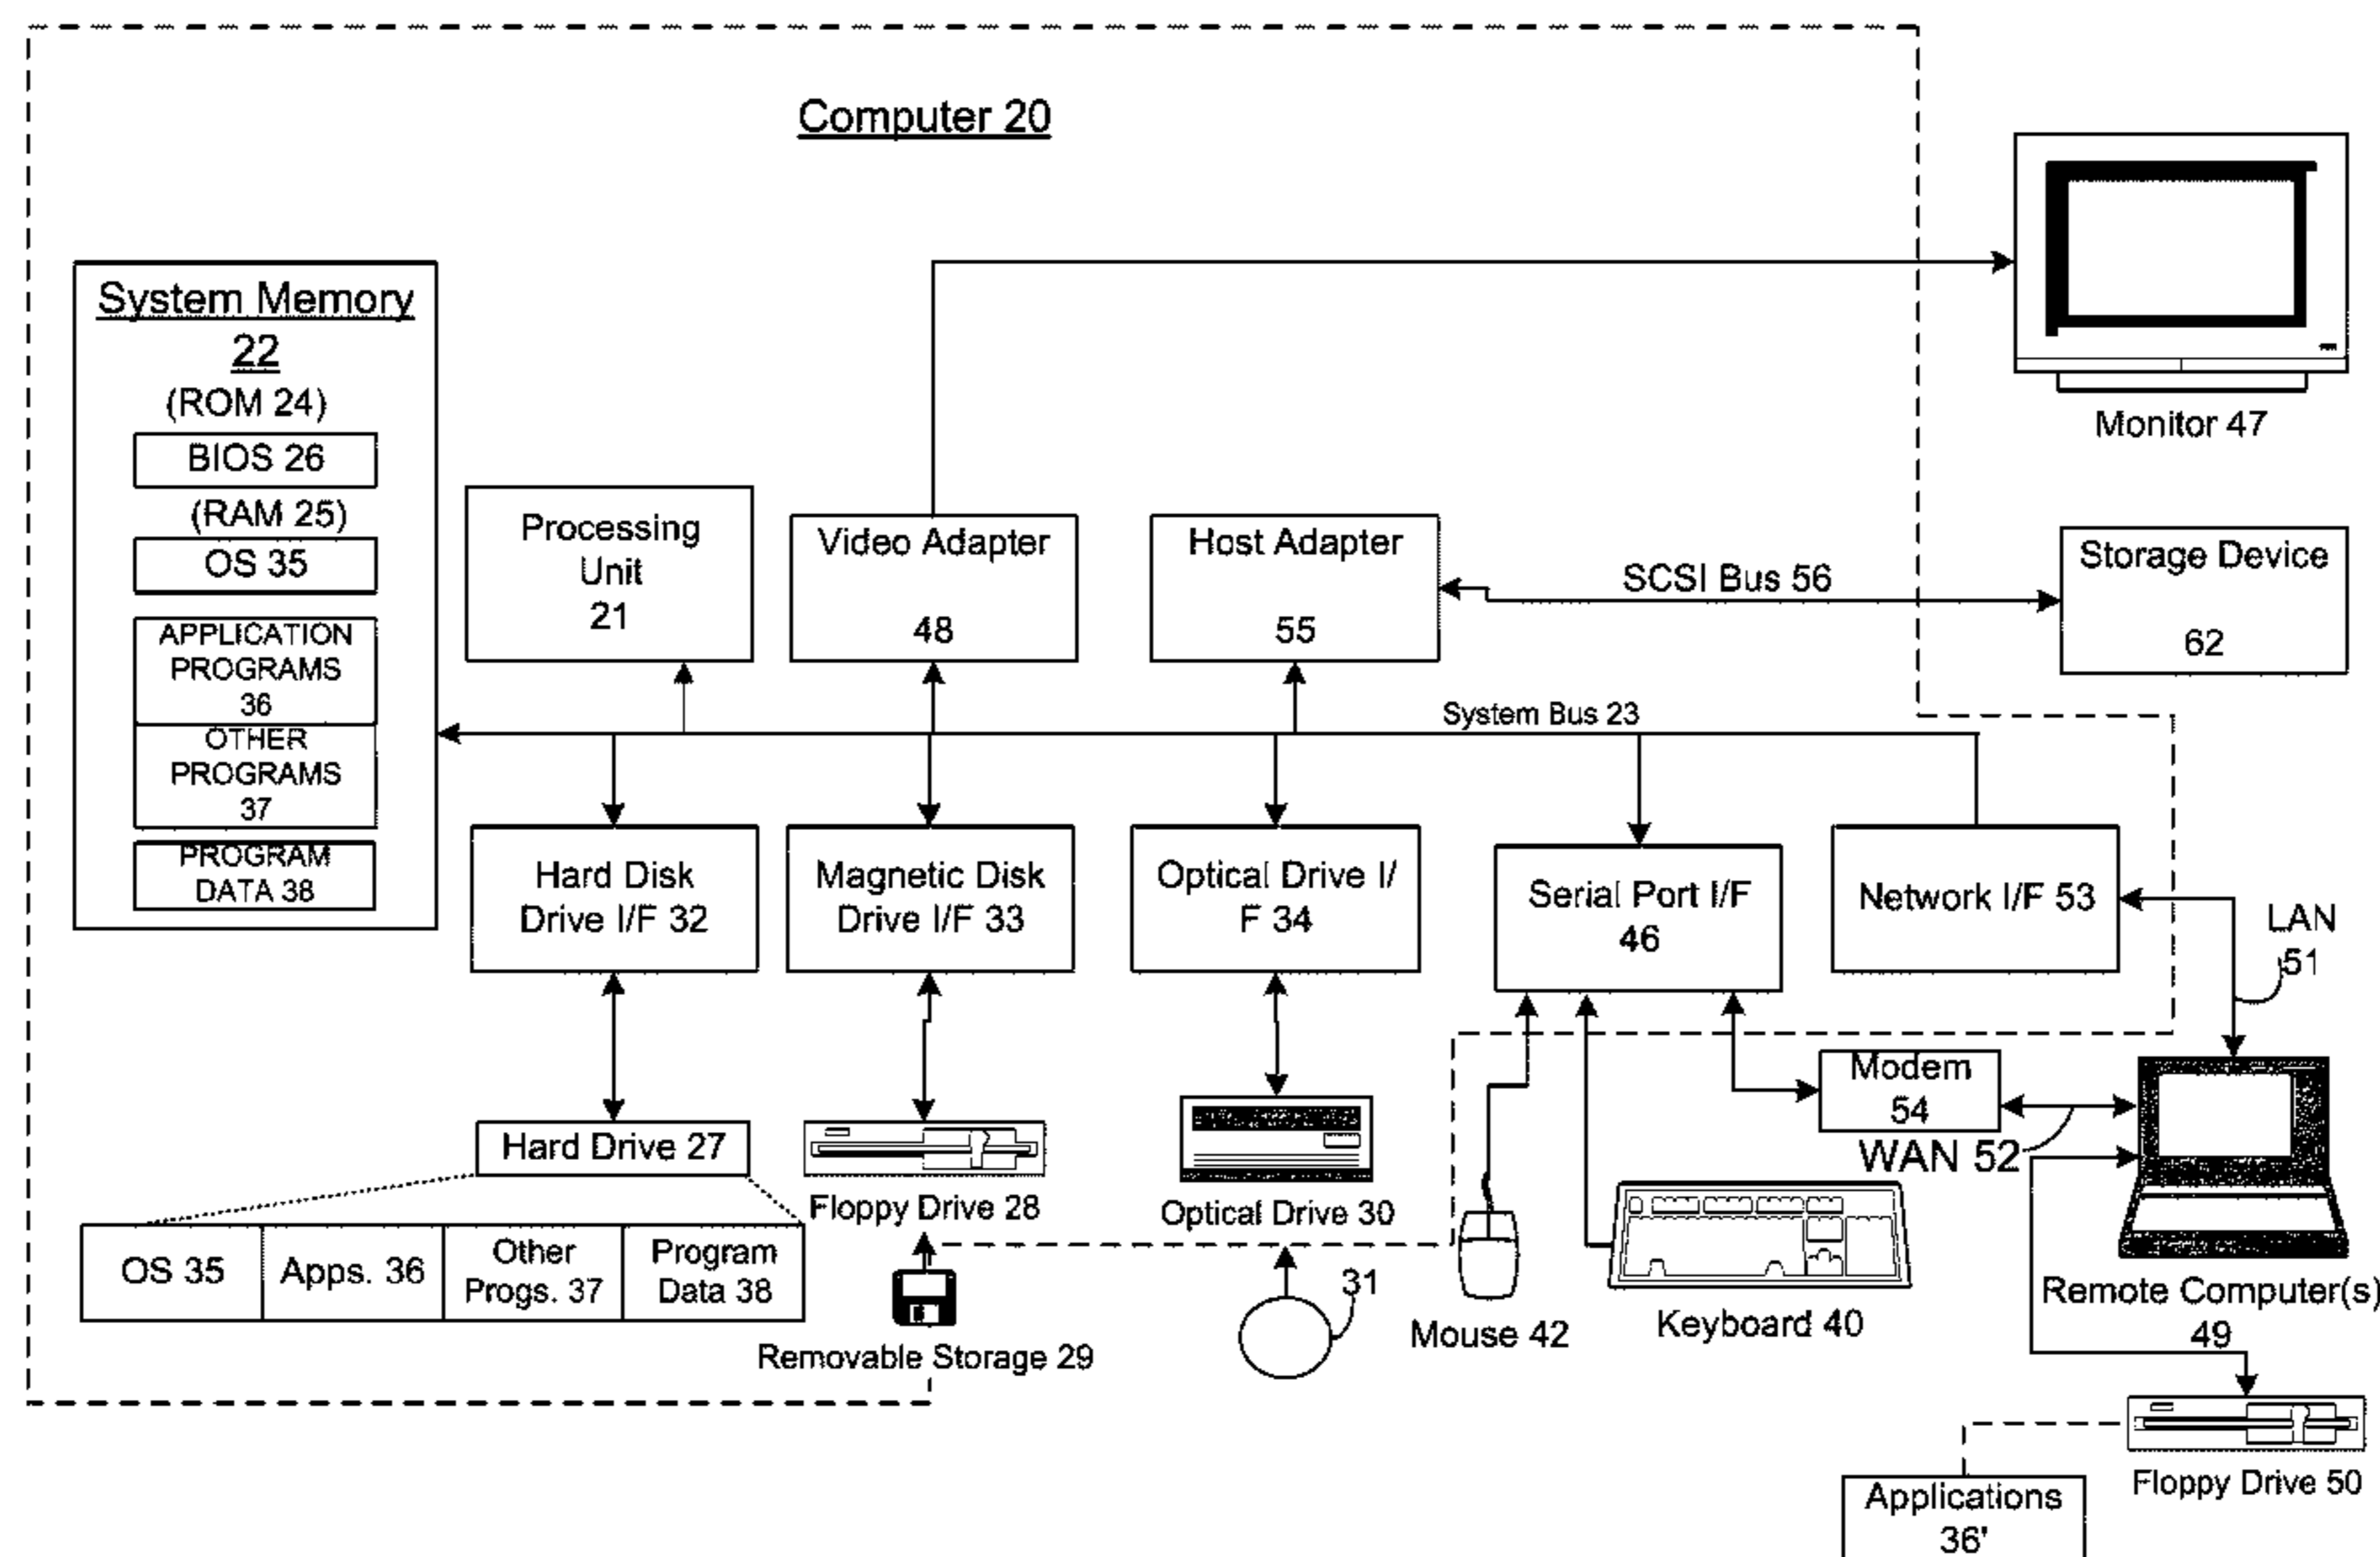 Computer 20
System Memory
22
(ROM 24)
BIOS 26
(RAM 25)
OS 35
APPLICATION
PROGRAMS
36
OTHER
PROGRAMS
37
PROGRAM
DATA 38
Processing
Unit
21
Video Adapter
48
Host Adapter
55
SCSI Bus 56
Monitor 47
Storage Device
62
System Bus 23
Hard Disk
Drive I/F 32
Magnetic Disk
Drive I/F 33
Optical Drive I/
F 34
Serial Port I/F
46
Network I/F 53
LAN
51
Hard Drive 27
Floppy Drive 28
Optical Drive 30
Modem
54
WAN 52
OS 35
Apps. 36
Other
Progs. 37
Program
Data 38
Removable Storage 29
31
Mouse 42
Keyboard 40
Remote Computer(s)
49
Floppy Drive 50
Applications
36'